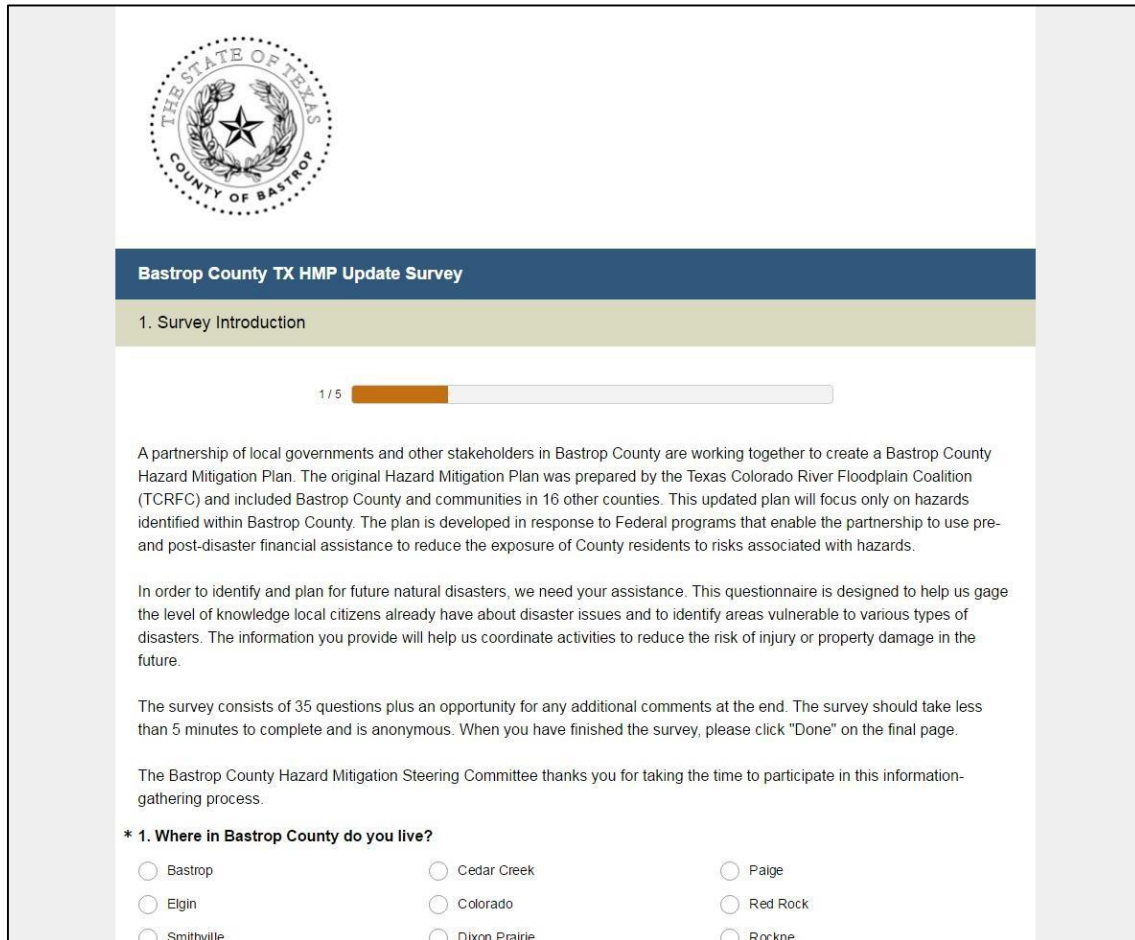 THE STATE OF TEXAS
COUNTY OF BASTROP
Bastrop County TX HMP Update Survey
1. Survey Introduction
1 / 5
A partnership of local governments and other stakeholders in Bastrop County are working together to create a Bastrop County
Hazard Mitigation Plan. The original Hazard Mitigation Plan was prepared by the Texas Colorado River Floodplain Coalition
(TCRFC) and included Bastrop County and communities in 16 other counties. This updated plan will focus only on hazards
identified within Bastrop County. The plan is developed in response to Federal programs that enable the partnership to use pre-
and post-disaster financial assistance to reduce the exposure of County residents to risks associated with hazards.
In order to identify and plan for future natural disasters, we need your assistance. This questionnaire is designed to help us gage
the level of knowledge local citizens already have about disaster issues and to identify areas vulnerable to various types of
disasters. The information you provide will help us coordinate activities to reduce the risk of injury or property damage in the
future.
The survey consists of 35 questions plus an opportunity for any additional comments at the end. The survey should take less
than 5 minutes to complete and is anonymous. When you have finished the survey, please click "Done" on the final page.
The Bastrop County Hazard Mitigation Steering Committee thanks you for taking the time to participate in this information-
gathering process.
* 1. Where in Bastrop County do you live?
Bastrop Cedar Creek Paige
Elgin Colorado Red Rock
Smithville Dixon Prairie Rockne